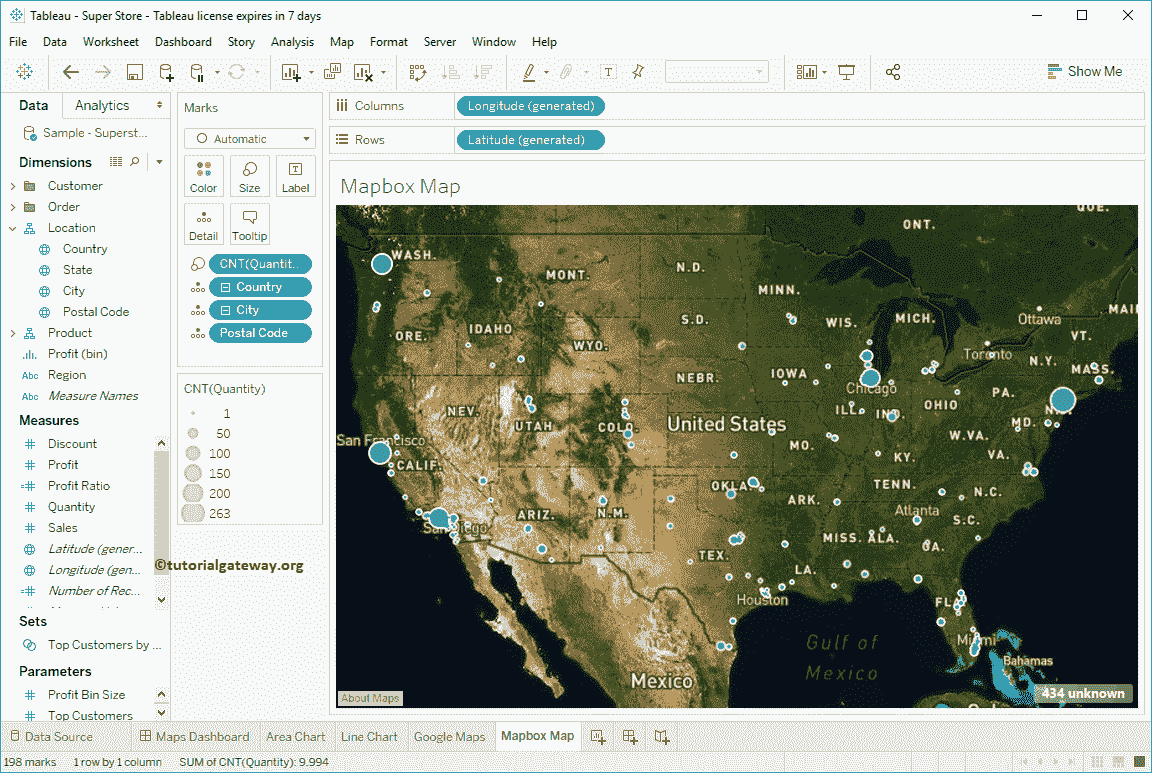 Tableau - Super Store - Tableau license expires in 7 days
File Data Worksheet Dashboard Story Analysis Map Format Server Window Help
Show Me
Data Analytics
Sample - Superst...
Dimensions
Customer
Order
Location
Country
State
City
Postal Code
Product
Profit (bin)
Abc Region
Abc Measure Names
Measures
Discount
Profit
Profit Ratio
Quantity
Sales
Latitude (gener...
Longitude (gen...
Number of Rec...
Sets
Top Customers by ...
Parameters
Profit Bin Size
Top Customers
Marks
Automatic
Color Size Label
Detail Tooltip
CNT(Quantit..
Country
City
Postal Code
CNT(Quantity)
1
50
100
150
200
263
©tutorialgateway.org
Columns Longitude (generated)
Rows Latitude (generated)
Mapbox Map
QUE.
ONT.
WASH.
MONT.
N.D.
MINN.
MAI
Ottawa
ORE.
IDAHO
S.D.
WIS.
MICH.
VT.
WYO.
Toronto
N.Y.
MASS.
NEBR.
IOWA
Chicago
PA.
NEV.
UTAH
COLO.
United States
ILL.
IND.
OHIO
MD.
San Francisco
MO.
W.VA.
CALIF.
KY.
VA.
OKLA.
TENN.
N.C.
San Diego
ARIZ.
N.M.
ARK.
Atlanta
S.C.
MISS.
ALA.
GA.
TEX.
LA.
Houston
FLA.
Gulf of
Mexico
Miami
Bahamas
Mexico
About Maps
434 unknown
Data Source Maps Dashboard Area Chart Line Chart Google Maps Mapbox Map
198 marks 1 row by 1 column SUM of CNT(Quantity): 9,994